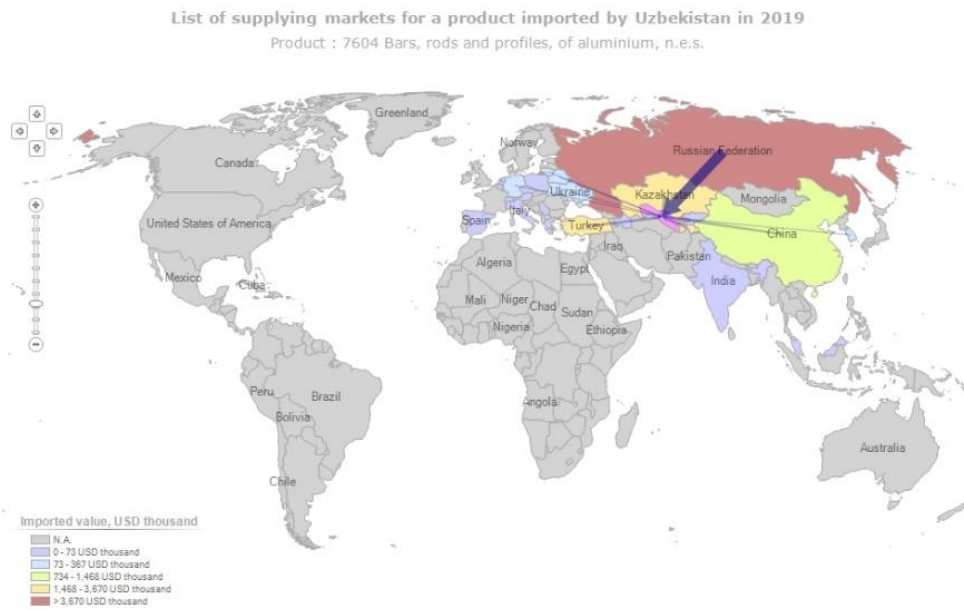 List of supplying markets for a product imported by Uzbekistan in 2019
Product : 7604 Bars, rods and profiles, of aluminium, n.e.s.
Greenland
Norway
Russian Federation
Canada
Ukraine
Kazakhstan
Mongolia
United States of America
Italy
Spain
Turkey
China
Iraq
Pakistan
Algeria
Egypt
India
Mexico
Cuba
Mali
Niger
Chad
Sudan
Nigeria
Ethiopia
Peru
Brazil
Angola
Bolivia
Australia
Chile
Imported value, USD thousand
N.A.
0 - 73 USD thousand
73 - 367 USD thousand
734 - 1,468 USD thousand
1,468 - 3,670 USD thousand
> 3,670 USD thousand